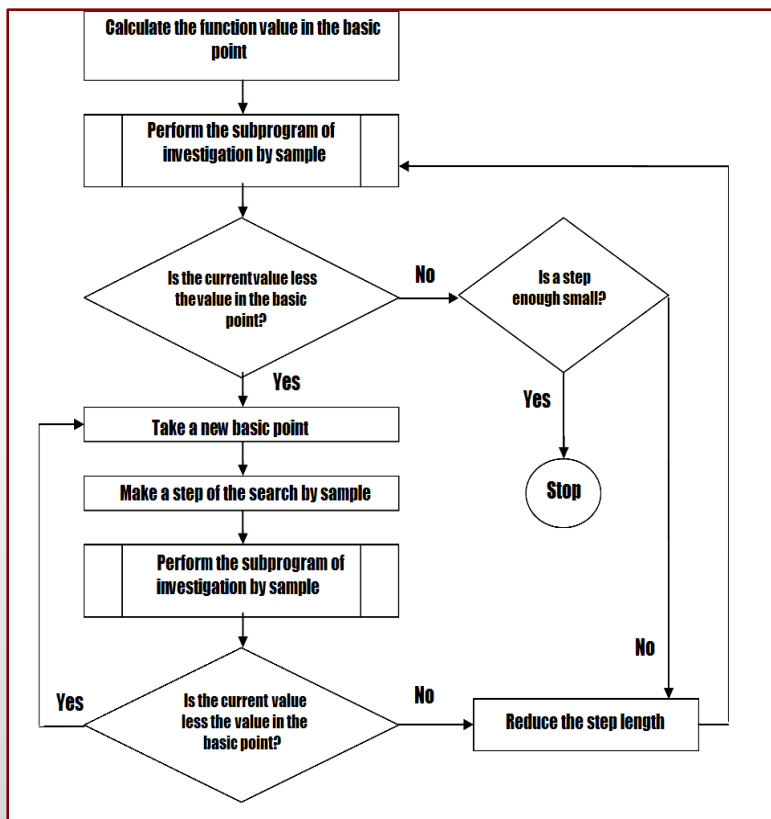 Calculate the function value in the basic
point
Perform the subprogram of
investigation by sample
Is the current value less
the value in the basic
point?
No
Is a step
enough small?
Yes
Yes
Take a new basic point
Make a step of the search by sample
Stop
Perform the subprogram of
investigation by sample
No
Yes
Is the current value
less the value in the
basic point?
No
Reduce the step length